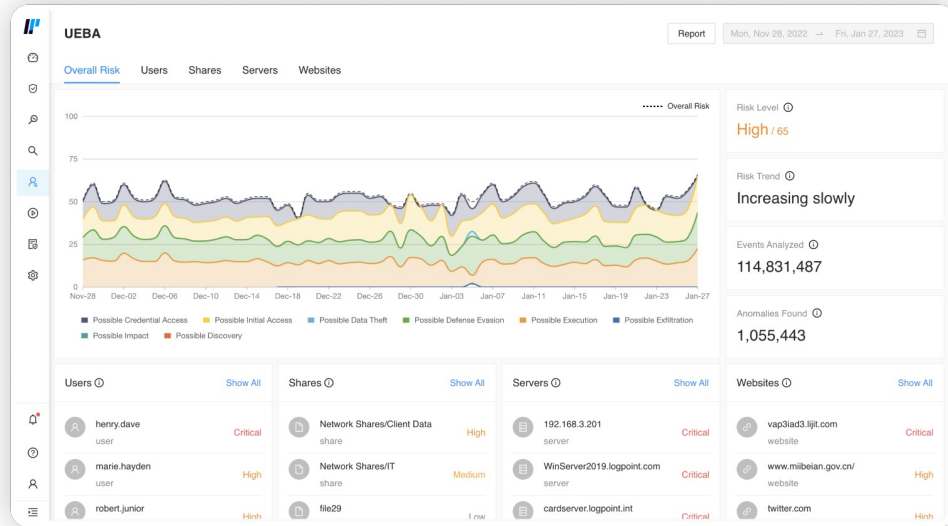 UEBA
Report
Mon, Nov 28, 2022 → Fri, Jan 27, 2023
Overall Risk Users Shares Servers Websites
Overall Risk
100
75
50
25
0
Nov-28 Dec-02 Dec-06 Dec-10 Dec-14 Dec-18 Dec-22 Dec-26 Dec-30 Jan-03 Jan-07 Jan-11 Jan-15 Jan-19 Jan-23 Jan-27
Possible Credential Access Possible Initial Access Possible Data Theft Possible Defense Evasion Possible Execution Possible Exfiltration
Possible Impact Possible Discovery
Risk Level
High / 65
Risk Trend
Increasing slowly
Events Analyzed
114,831,487
Anomalies Found
1,055,443
Users Show All
henry.dave
user
Critical
marie.hayden
user
High
robert.junior
High
Shares Show All
Network Shares/Client Data
share
High
Network Shares/IT
share
Medium
file29
Low
Servers Show All
192.168.3.201
server
Critical
WinServer2019.logpoint.com
server
Critical
cardserver.logpoint.int
Critical
Websites Show All
vap3iad3.lijit.com
website
Critical
www.miibeian.gov.cn/
website
High
twitter.com
High